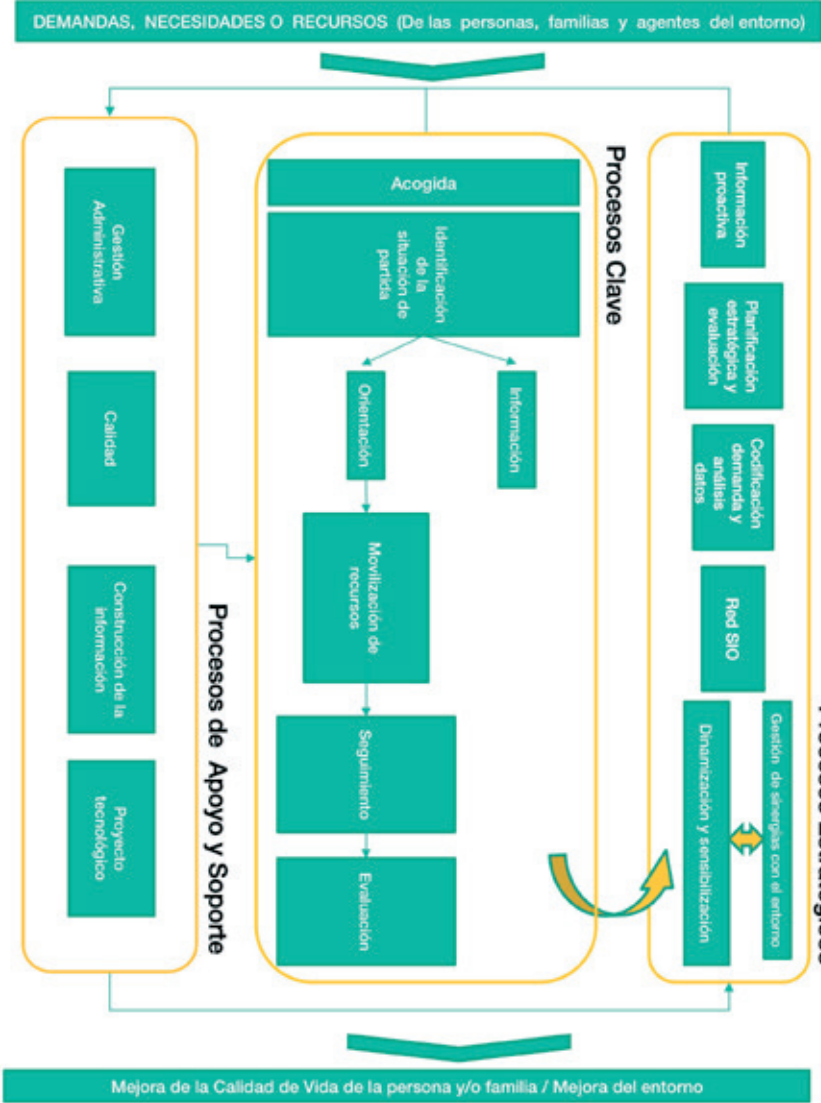 DEMANDAS, NECESIDADES O RECURSOS (De las personas, familias y agentes del entorno)
Información
proactiva
Planificación
estratégica y
evaluación
Codificación
demanda y
análisis
datos
Red SIO
Gestión de sinergias con el entorno
Dinamización y sensibilización
Procesos Clave
Acogida
Identificación
de la
situación de
partida
Información
Orientación
Movilización de
recursos
Seguimiento
Evaluación
Procesos de Apoyo y Soporte
Gestión
Administrativa
Calidad
Construcción de la
información
Proyecto
tecnológico
Mejora de la Calidad de Vida de la persona y/o familia / Mejora del entorno